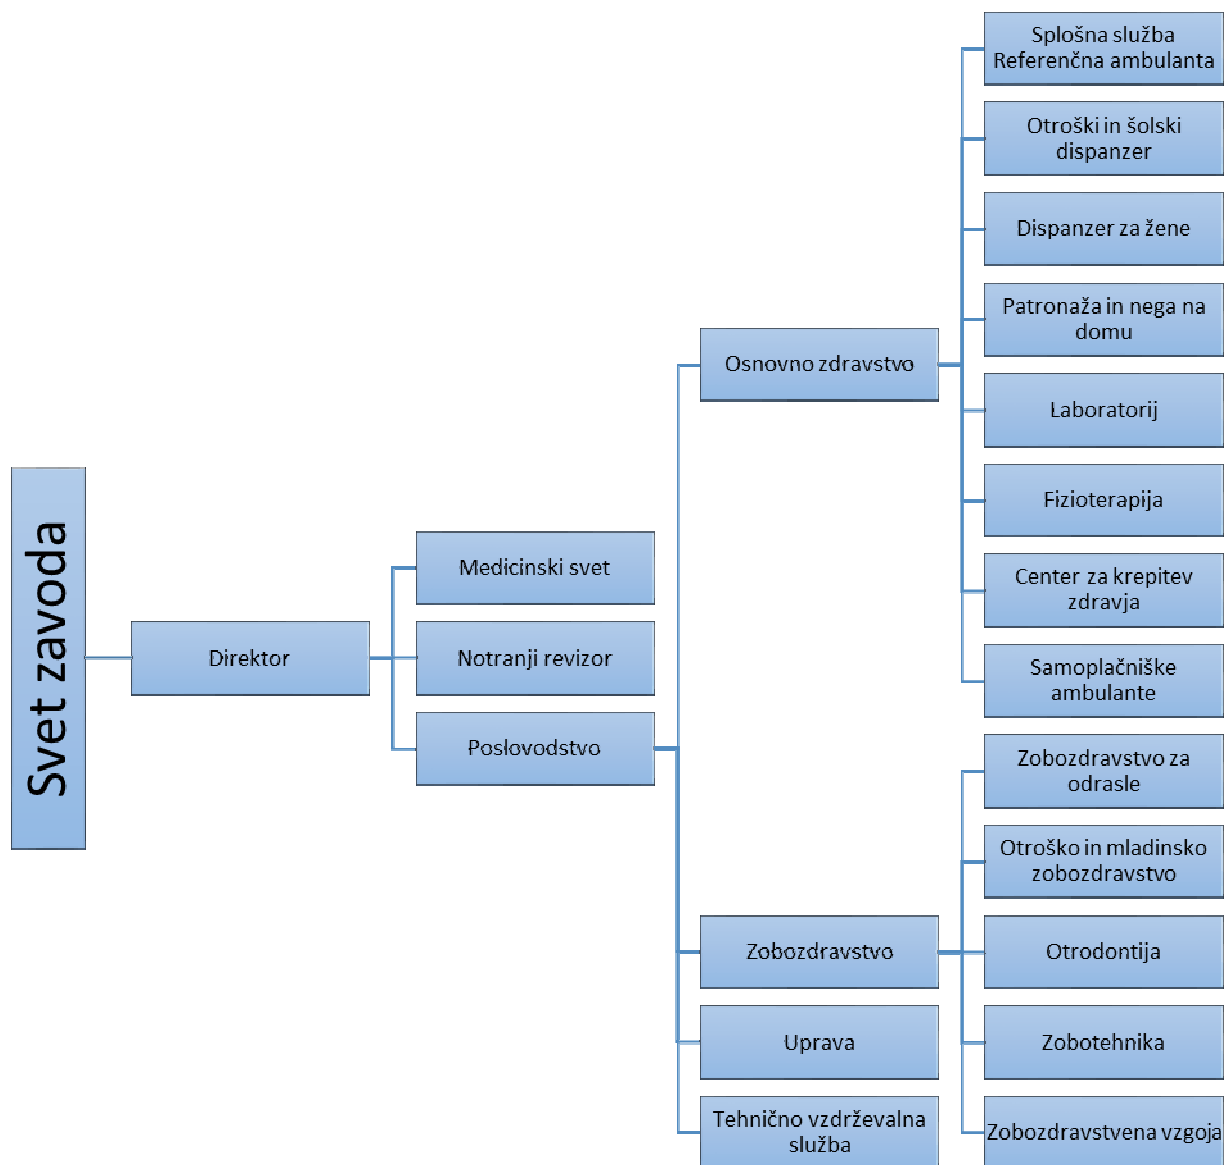 Svet zavoda
Direktor
Medicinski svet
Notranji revizor
Poslovodstvo
Osnovno zdravstvo
Splošna služba
Referenčna ambulanta
Otroški in šolski
dispanzer
Dispanzer za žene
Patronaža in nega na
domu
Laboratorij
Fizioterapija
Center za krepitev
zdravja
Samoplačniške
ambulante
Zobozdravstvo
Zobozdravstvo za
odrasle
Otroško in mladinsko
zobozdravstvo
Otrodontija
Zobotehnika
Zobozdravstvena vzgoja
Uprava
Tehnično vzdrževalna
služba